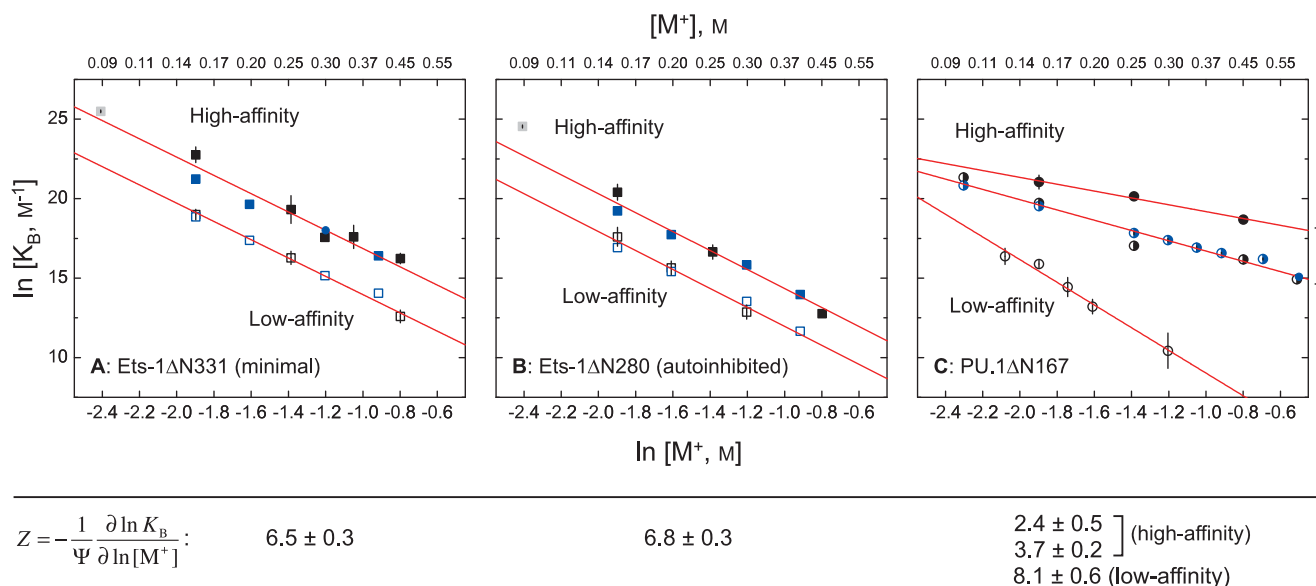 [M⁺], M
0.09 0.11 0.14 0.17 0.20 0.25 0.30 0.37 0.45 0.55
0.09 0.11 0.14 0.17 0.20 0.25 0.30 0.37 0.45 0.55
0.09 0.11 0.14 0.17 0.20 0.25 0.30 0.37 0.45 0.55
ln [K_B, M⁻¹]
25
20
15
10
High-affinity
Low-affinity
A: Ets-1ΔN331 (minimal)
High-affinity
Low-affinity
B: Ets-1ΔN280 (autoinhibited)
High-affinity
Low-affinity
C: PU.1ΔN167
-2.4 -2.2 -2.0 -1.8 -1.6 -1.4 -1.2 -1.0 -0.8 -0.6
-2.4 -2.2 -2.0 -1.8 -1.6 -1.4 -1.2 -1.0 -0.8 -0.6
-2.4 -2.2 -2.0 -1.8 -1.6 -1.4 -1.2 -1.0 -0.8 -0.6
ln [M⁺, M]
Z = -1/Ψ ∂ ln K_B / ∂ ln[M⁺] :
6.5 ± 0.3
6.8 ± 0.3
2.4 ± 0.5
3.7 ± 0.2
(high-affinity)
8.1 ± 0.6 (low-affinity)